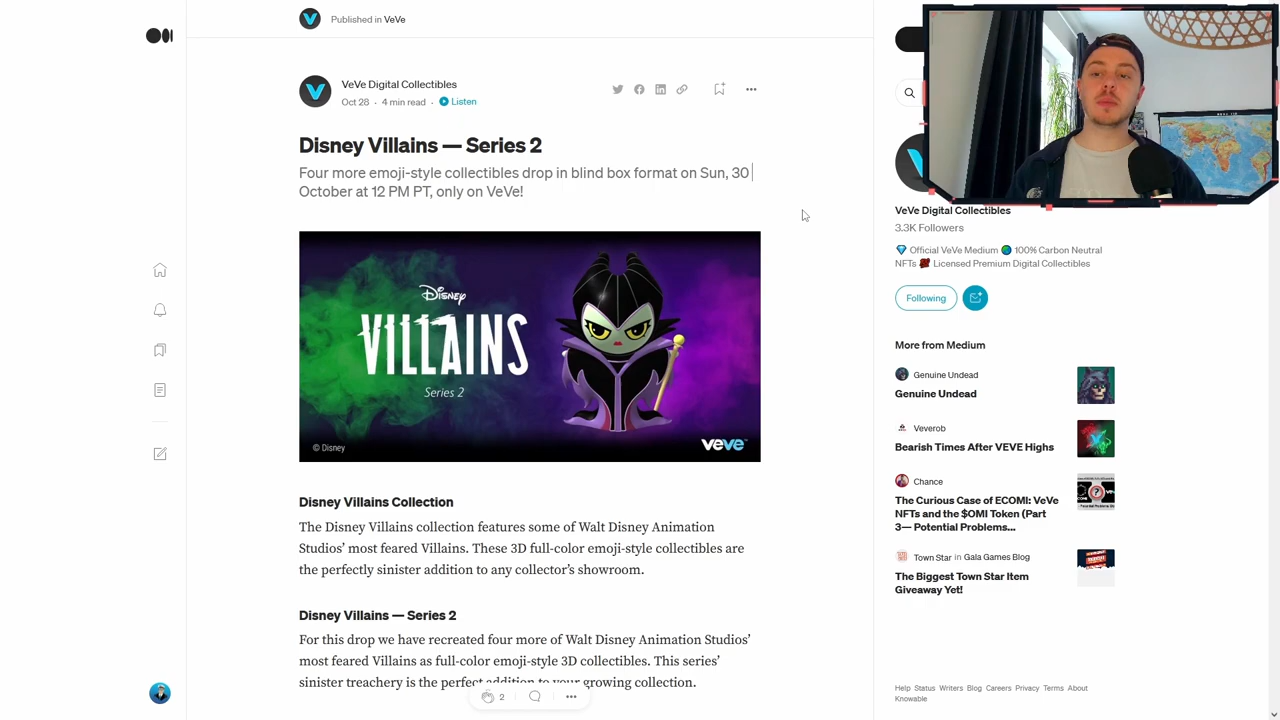 Published in VeVe
VeVe Digital Collectibles
Oct 28 · 4 min read · Listen
Disney Villains — Series 2
Four more emoji-style collectibles drop in blind box format on Sun, 30
October at 12 PM PT, only on VeVe!
Disney
VILLAINS
Series 2
© Disney
veve
Disney Villains Collection
The Disney Villains collection features some of Walt Disney Animation
Studios’ most feared Villains. These 3D full-color emoji-style collectibles are
the perfectly sinister addition to any collector’s showroom.
Disney Villains — Series 2
For this drop we have recreated four more of Walt Disney Animation Studios’
most feared Villains as full-color emoji-style 3D collectibles. This series’
sinister treachery is the perfect addition to your growing collection.
2
VeVe Digital Collectibles
3.3K Followers
Official VeVe Medium 100% Carbon Neutral
NFTs Licensed Premium Digital Collectibles
Following
More from Medium
Genuine Undead
Genuine Undead
Veverob
Bearish Times After VEVE Highs
Chance
The Curious Case of ECOMI: VeVe
NFTs and the $OMI Token (Part
3— Potential Problems...
Town Star in Gala Games Blog
The Biggest Town Star Item
Giveaway Yet!
Help Status Writers Blog Careers Privacy Terms About
Knowable